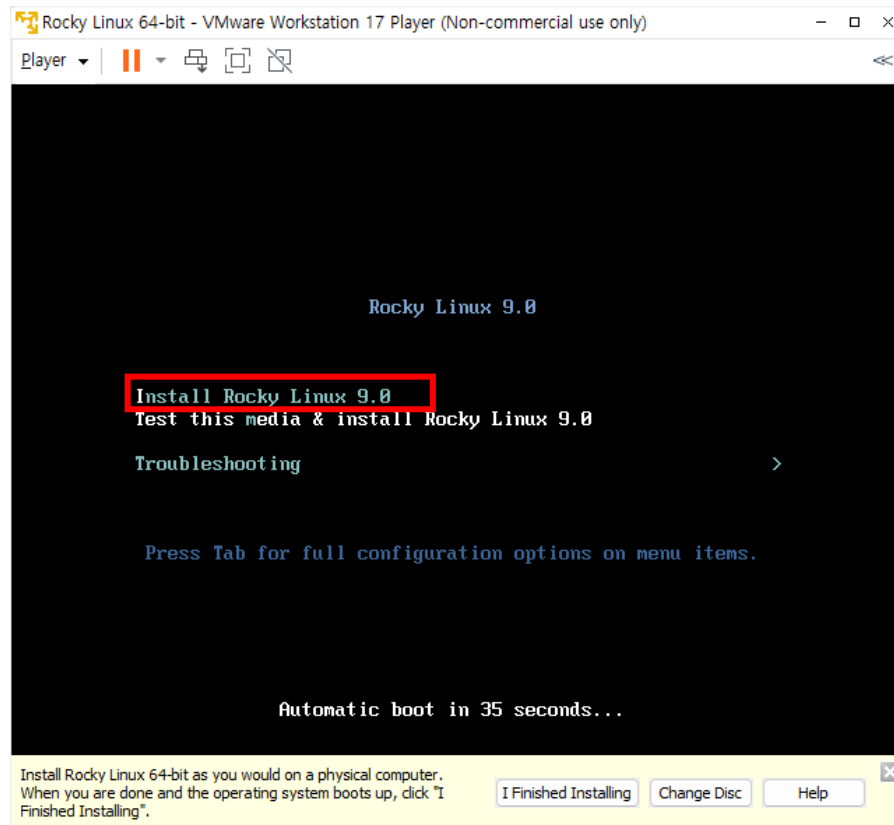 Rocky Linux 64-bit - VMware Workstation 17 Player (Non-commercial use only)
Player
Rocky Linux 9.0
Install Rocky Linux 9.0
Test this media & install Rocky Linux 9.0
Troubleshooting >
Press Tab for full configuration options on menu items.
Automatic boot in 35 seconds...
Install Rocky Linux 64-bit as you would on a physical computer.
When you are done and the operating system boots up, click "I
Finished Installing".
I Finished Installing
Change Disc
Help